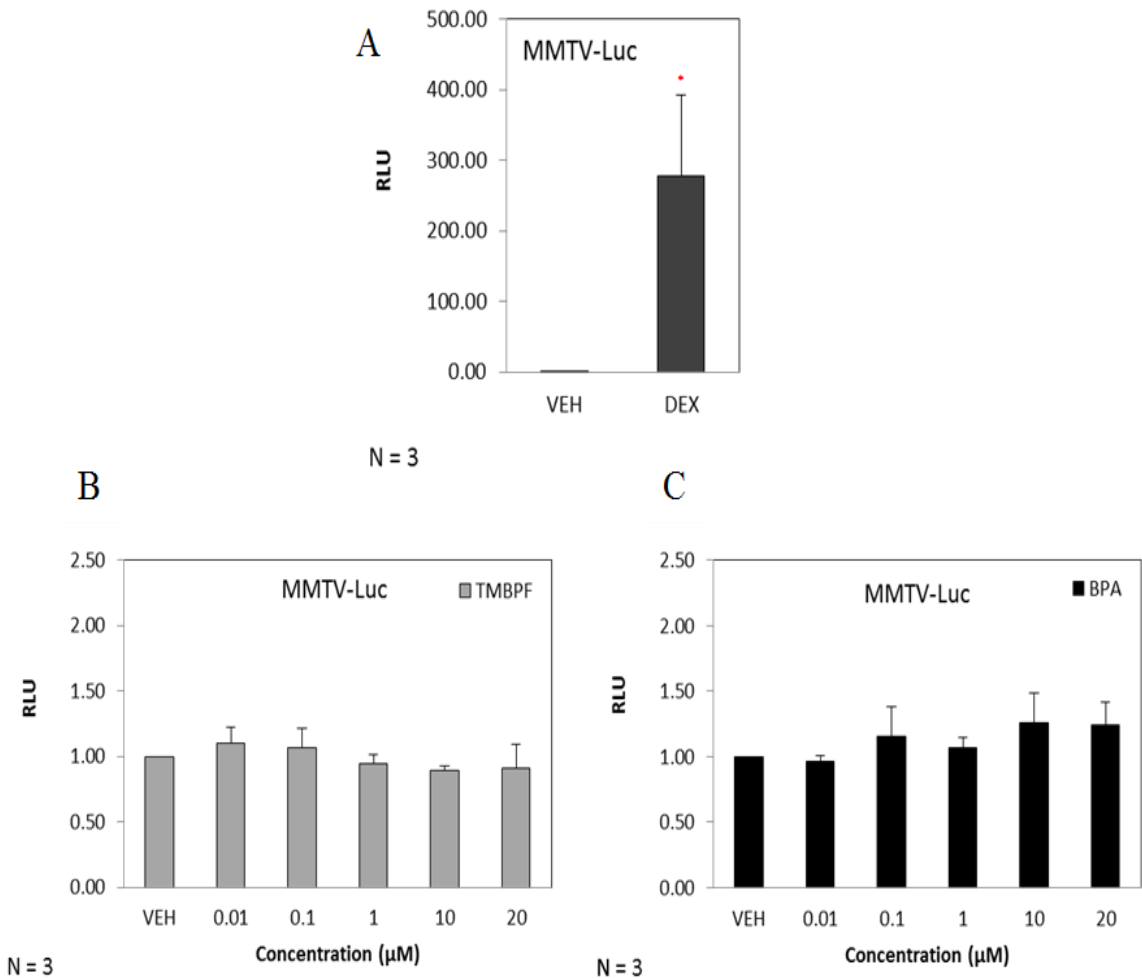 A
MMTV-Luc
*
RLU
500.00
400.00
300.00
200.00
100.00
0.00
VEH DEX
N = 3
B
MMTV-Luc
TMBPF
RLU
2.50
2.00
1.50
1.00
0.50
0.00
VEH 0.01 0.1 1 10 20
Concentration (µM)
N = 3
C
MMTV-Luc
BPA
RLU
2.50
2.00
1.50
1.00
0.50
0.00
VEH 0.01 0.1 1 10 20
Concentration (µM)
N = 3